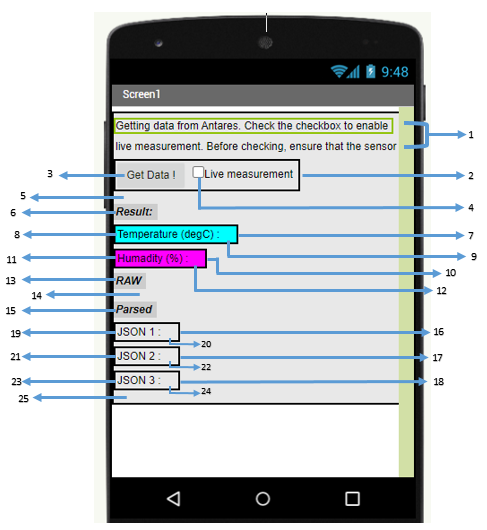 9:48
Screen1
Getting data from Antares. Check the checkbox to enable
live measurement. Before checking, ensure that the sensor
1
3 Get Data ! Live measurement 2
4
5
6 Result:
8 Temperature (degC) : 7
9
11 Humadity (%) : 10
12
13 RAW
14
15 Parsed
19 JSON 1 : 16
20
21 JSON 2 : 17
22
23 JSON 3 : 18
24
25